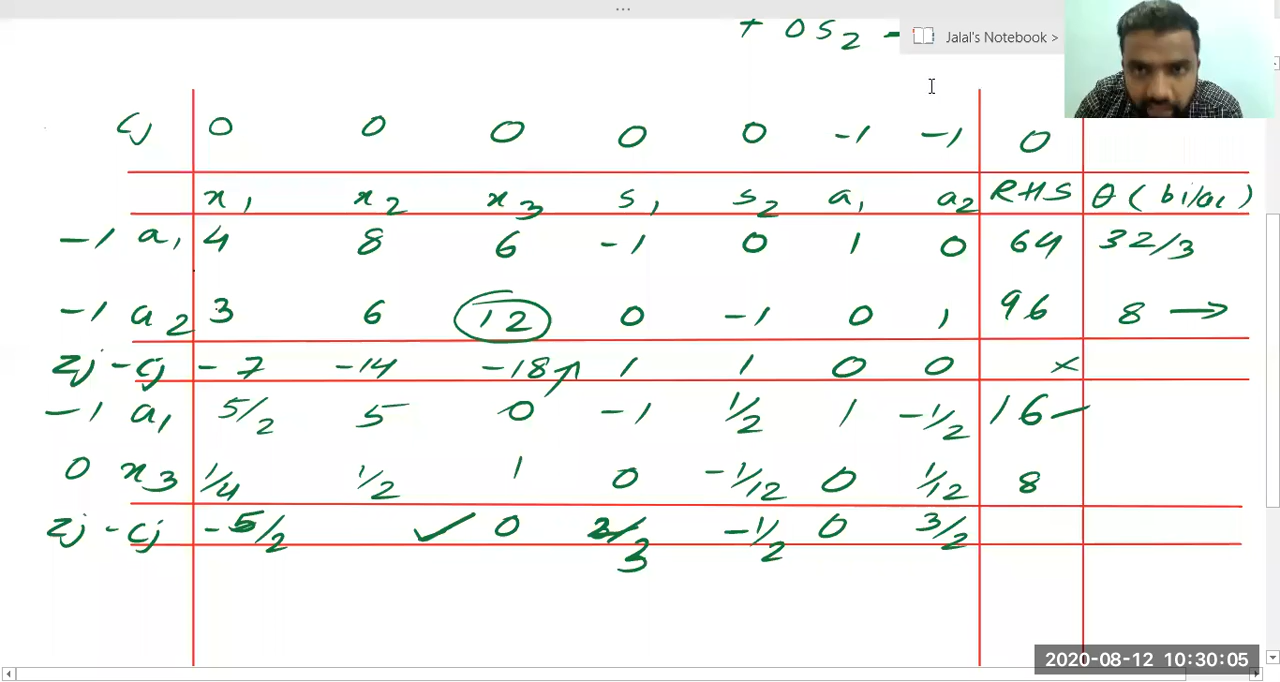 ...
+ 0 s2 -
Jalal's Notebook >
cj 0 0 0 0 0 -1 -1 0
x1 x2 x3 s1 s2 a1 a2 RHS θ (bi/ac)
-1 a1 4 8 6 -1 0 1 0 64 32/3
-1 a2 3 6 12 0 -1 0 1 96 8 →
zj - cj -7 -14 -18 ↑ 1 1 0 0 ×
-1 a1 5/2 5 0 -1 1/2 1 -1/2 16 -
0 x3 1/4 1/2 1 0 -1/12 0 1/12 8
zj - cj -5/2 ✓ 0 2/3 -1/2 0 3/2
2020-08-12 10:30:05